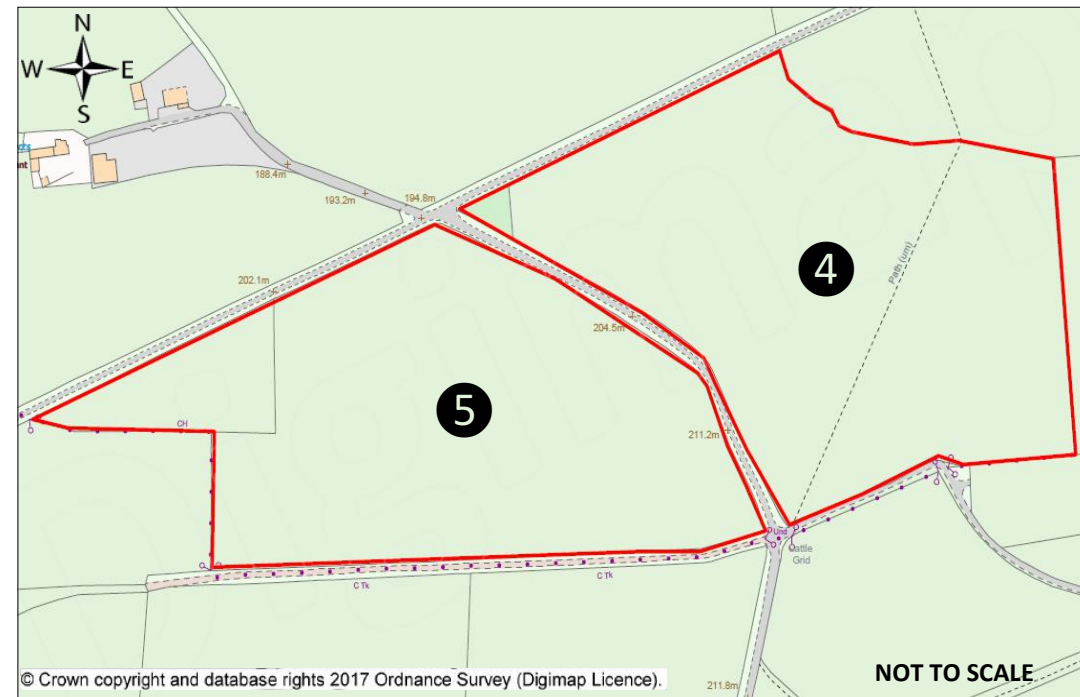 N
W E
S
188.4m
193.2m
194.8m
202.1m
4
Path (um)
204.5m
5
211.2m
CH
Und
Cattle
Grid
C Tk
C Tk
211.8m
NOT TO SCALE
© Crown copyright and database rights 2017 Ordnance Survey (Digimap Licence).